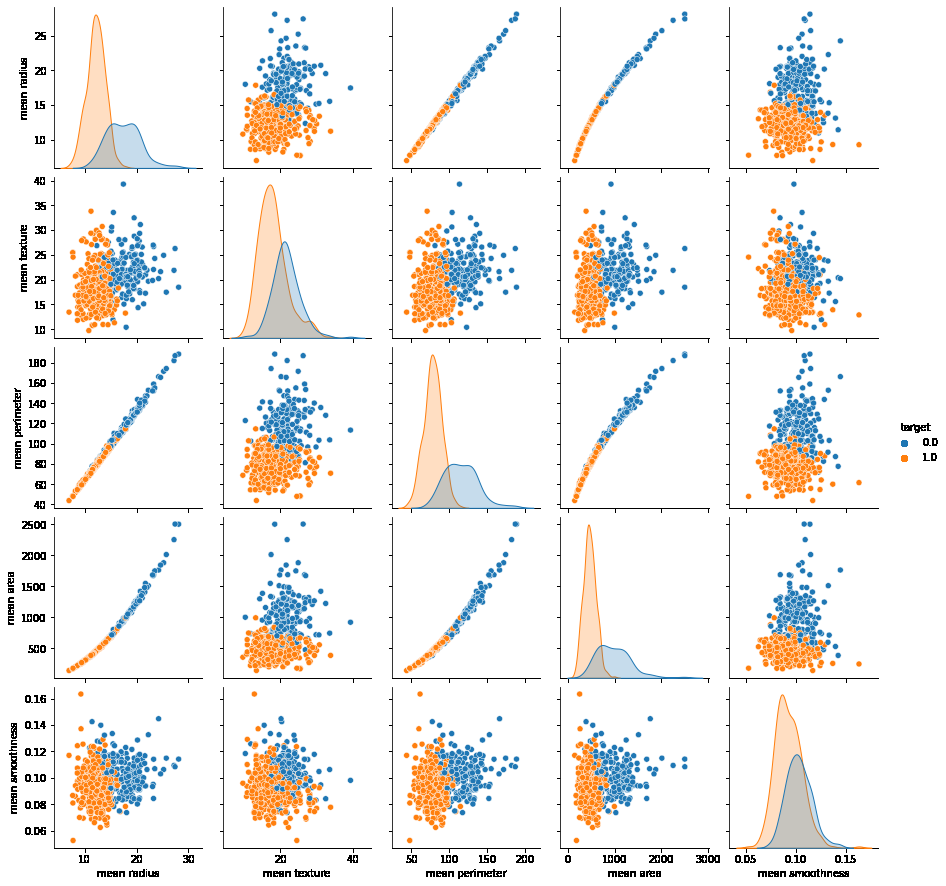 25
20
15
10
mean radius
40
35
30
25
20
15
10
mean texture
180
160
140
120
100
80
60
40
mean perimeter
target
0.0
1.0
2500
2000
1500
1000
500
mean area
0.16
0.14
0.12
0.10
0.08
0.06
mean smoothness
10 20 30
20 40
50 100 150 200
0 1000 2000 3000
0.05 0.10 0.15
mean radius
mean texture
mean perimeter
mean area
mean smoothness